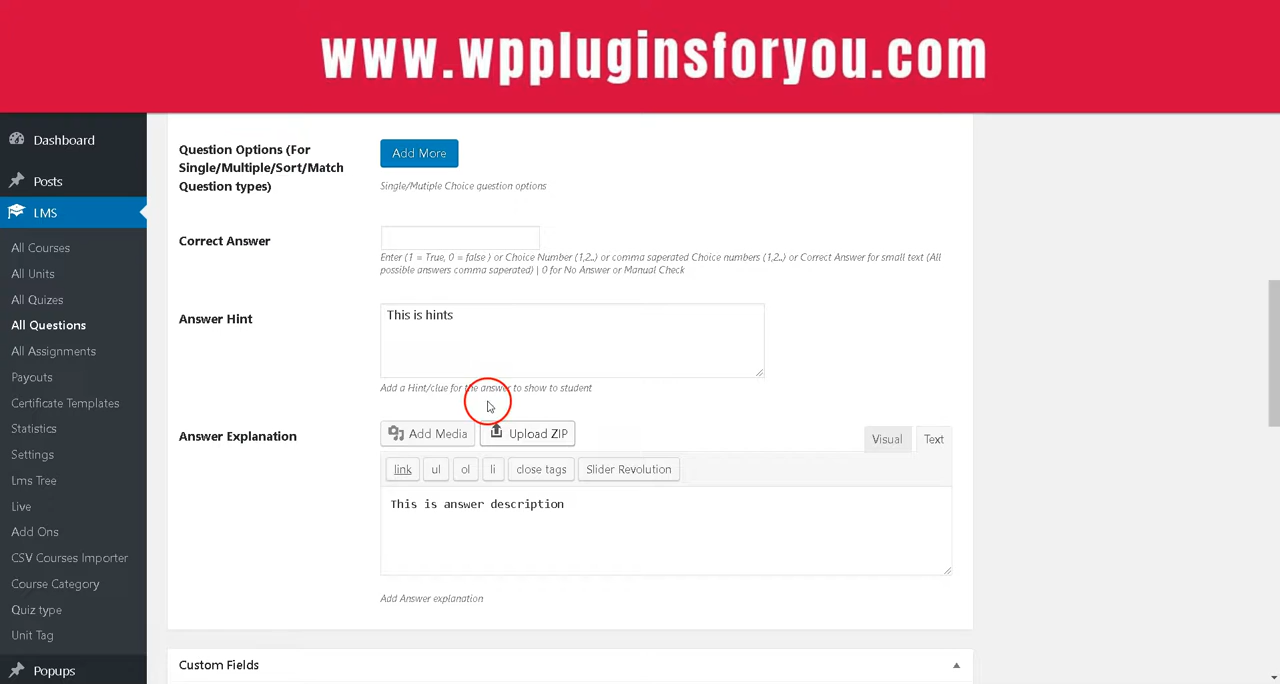 www.wppluginsforyou.com
Dashboard
Posts
LMS
All Courses
All Units
All Quizes
All Questions
All Assignments
Payouts
Certificate Templates
Statistics
Settings
Lms Tree
Live
Add Ons
CSV Courses Importer
Course Category
Quiz type
Unit Tag
Popups
Question Options (For
Single/Multiple/Sort/Match
Question types)
Add More
Single/Mutiple Choice question options
Correct Answer
Enter (1 = True, 0 = false ) or Choice Number (1,2..) or comma saperated Choice numbers (1,2..) or Correct Answer for small text (All
possible answers comma saperated) | 0 for No Answer or Manual Check
Answer Hint
This is hints
Add a Hint/clue for the answer to show to student
Answer Explanation
Add Media
Upload ZIP
Visual
Text
link
ul
ol
li
close tags
Slider Revolution
This is answer description
Add Answer explanation
Custom Fields